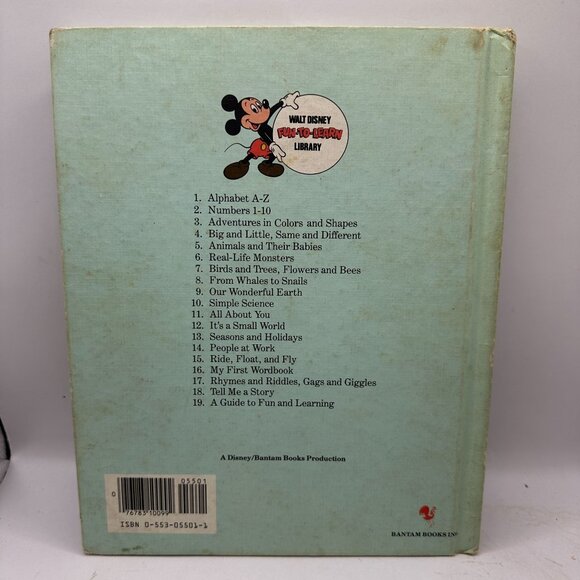 WALT DISNEY
FUN-TO-LEARN
LIBRARY
1. Alphabet A-Z
2. Numbers 1-10
3. Adventures in Colors and Shapes
4. Big and Little, Same and Different
5. Animals and Their Babies
6. Real-Life Monsters
7. Birds and Trees, Flowers and Bees
8. From Whales to Snails
9. Our Wonderful Earth
10. Simple Science
11. All About You
12. It's a Small World
13. Seasons and Holidays
14. People at Work
15. Ride, Float, and Fly
16. My First Wordbook
17. Rhymes and Riddles, Gags and Giggles
18. Tell Me a Story
19. A Guide to Fun and Learning
A Disney/Bantam Books Production
05501
0 76783 10099
ISBN 0-553-05501-1
BANTAM BOOKS IN